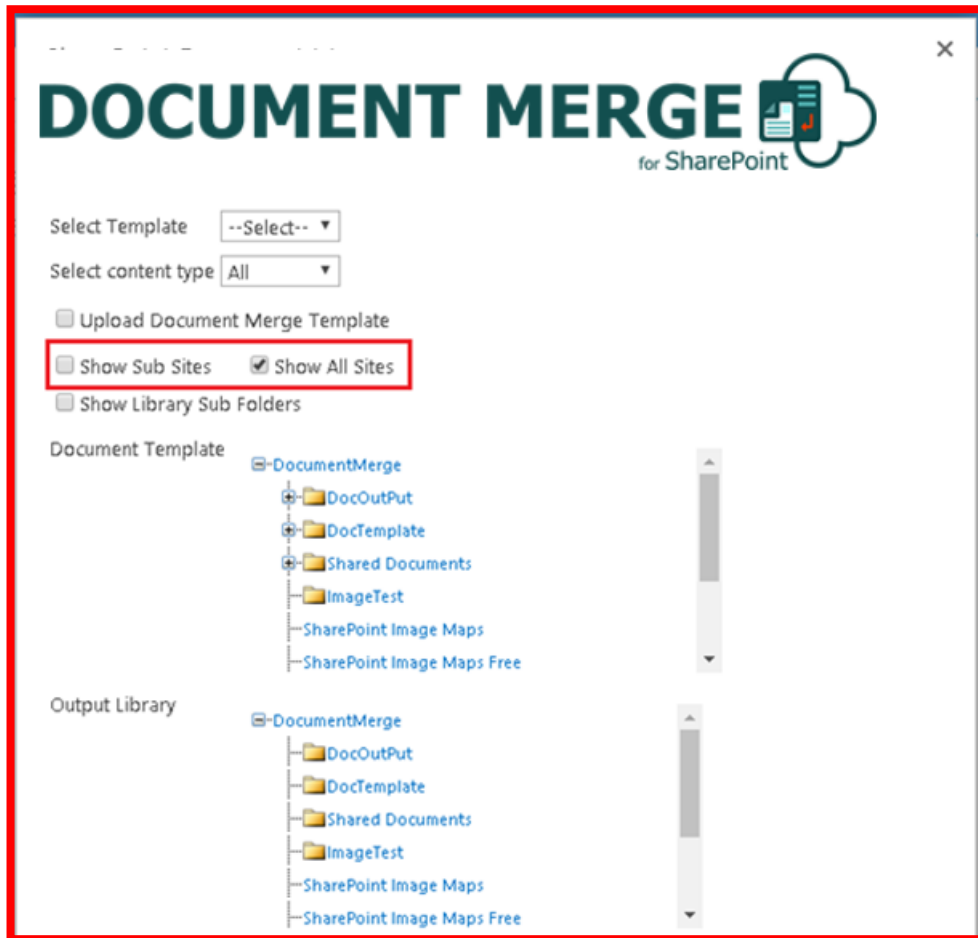 DOCUMENT MERGE
for SharePoint
Select Template --Select--
Select content type All
Upload Document Merge Template
Show Sub Sites Show All Sites
Show Library Sub Folders
Document Template
DocumentMerge
DocOutPut
DocTemplate
Shared Documents
ImageTest
SharePoint Image Maps
SharePoint Image Maps Free
Output Library
DocumentMerge
DocOutPut
DocTemplate
Shared Documents
ImageTest
SharePoint Image Maps
SharePoint Image Maps Free